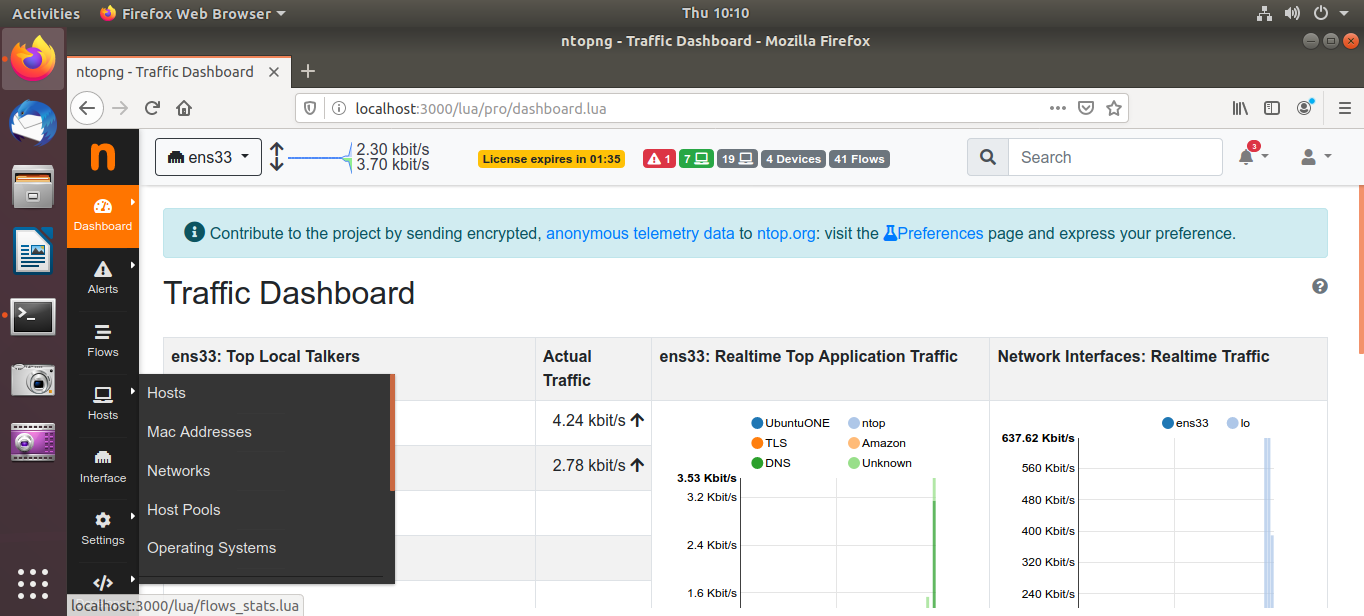 Activities
Firefox Web Browser
Thu 10:10
ntopng - Traffic Dashboard - Mozilla Firefox
ntopng - Traffic Dashboard
localhost:3000/lua/pro/dashboard.lua
n
ens33
2.30 kbit/s
3.70 kbit/s
License expires in 01:35
1
7
19
4 Devices
41 Flows
Search
3
Dashboard
Alerts
Flows
Hosts
Interface
Settings
Contribute to the project by sending encrypted, anonymous telemetry data to ntop.org: visit the Preferences page and express your preference.
Traffic Dashboard
ens33: Top Local Talkers
Actual
Traffic
ens33: Realtime Top Application Traffic
Network Interfaces: Realtime Traffic
Hosts
Mac Addresses
Networks
Host Pools
Operating Systems
4.24 kbit/s
2.78 kbit/s
UbuntuONE
ntop
TLS
Amazon
DNS
Unknown
3.53 Kbit/s
3.2 Kbit/s
2.4 Kbit/s
1.6 Kbit/s
ens33
lo
637.62 Kbit/s
560 Kbit/s
480 Kbit/s
400 Kbit/s
320 Kbit/s
240 Kbit/s
localhost:3000/lua/flows_stats.lua